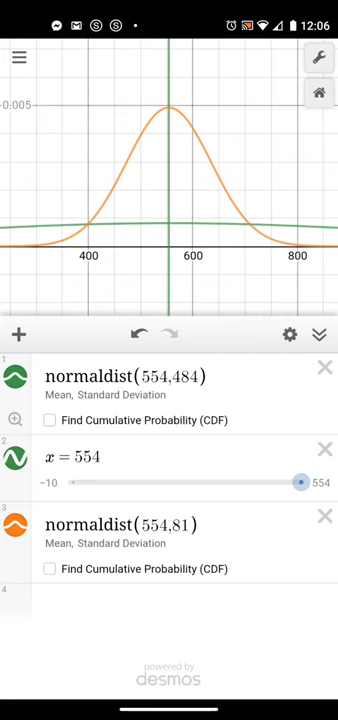 12:06
0.005
400 600 800
1
normaldist(554,484)
Mean, Standard Deviation
Find Cumulative Probability (CDF)
2
x = 554
−10 554
3
normaldist(554,81)
Mean, Standard Deviation
Find Cumulative Probability (CDF)
4
powered by
desmos